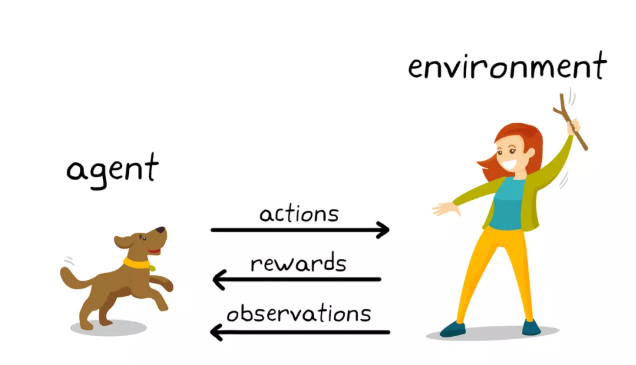 environment
agent
actions
rewards
observations